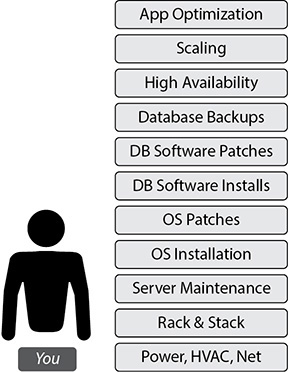 App Optimization
Scaling
High Availability
Database Backups
DB Software Patches
DB Software Installs
OS Patches
OS Installation
Server Maintenance
Rack & Stack
Power, HVAC, Net
You